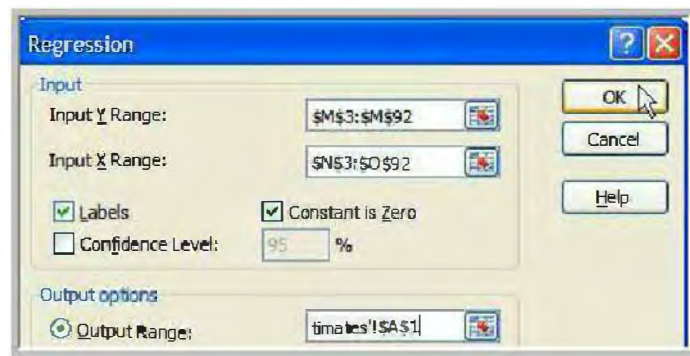 Regression
Input
Input Y Range: $M$3:$M$92
Input X Range: $N$3:$O$92
Labels Constant is Zero
Confidence Level: 95 %
Output options
Output Range: timates'!$A$1
OK
Cancel
Help